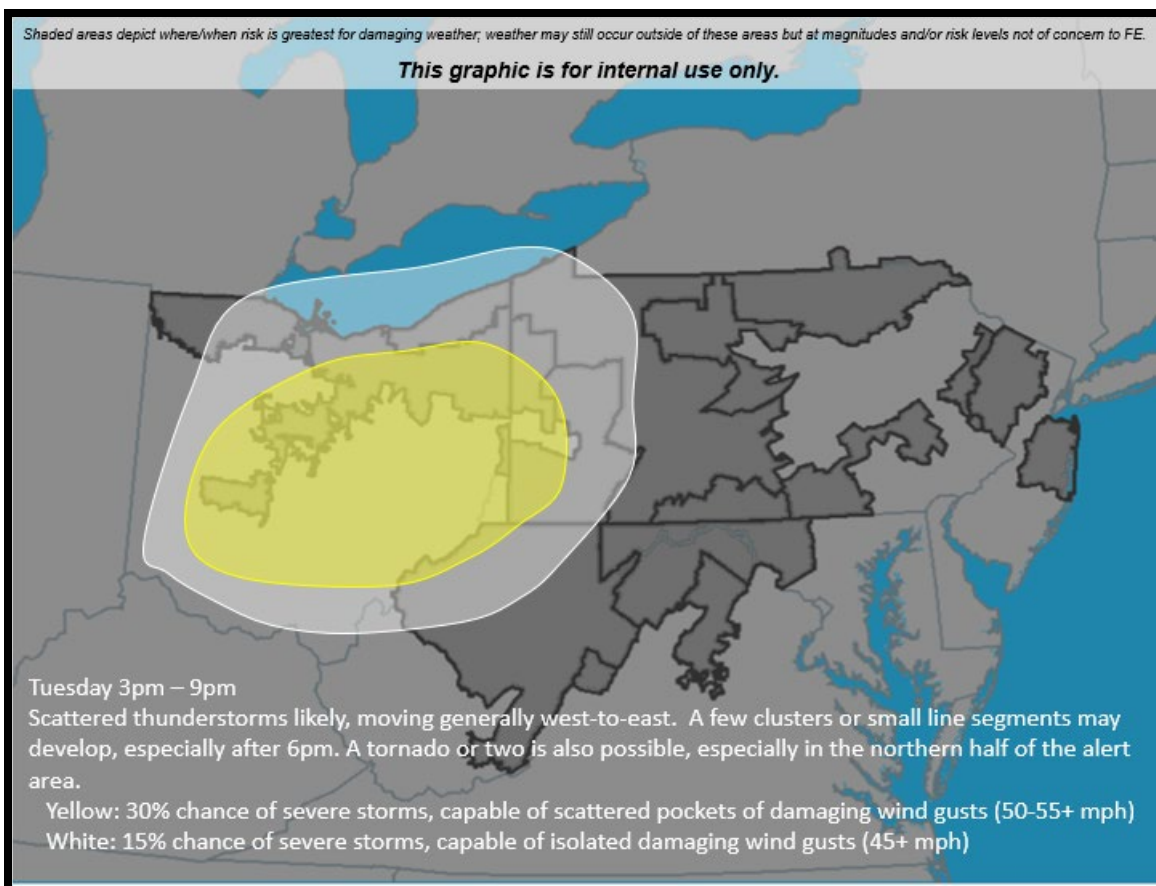 Shaded areas depict where/when risk is greatest for damaging weather; weather may still occur outside of these areas but at magnitudes and/or risk levels not of concern to FE.
This graphic is for internal use only.
Tuesday 3pm – 9pm
Scattered thunderstorms likely, moving generally west-to-east.  A few clusters or small line segments may
develop, especially after 6pm. A tornado or two is also possible, especially in the northern half of the alert
area.
Yellow: 30% chance of severe storms, capable of scattered pockets of damaging wind gusts (50-55+ mph)
White: 15% chance of severe storms, capable of isolated damaging wind gusts (45+ mph)